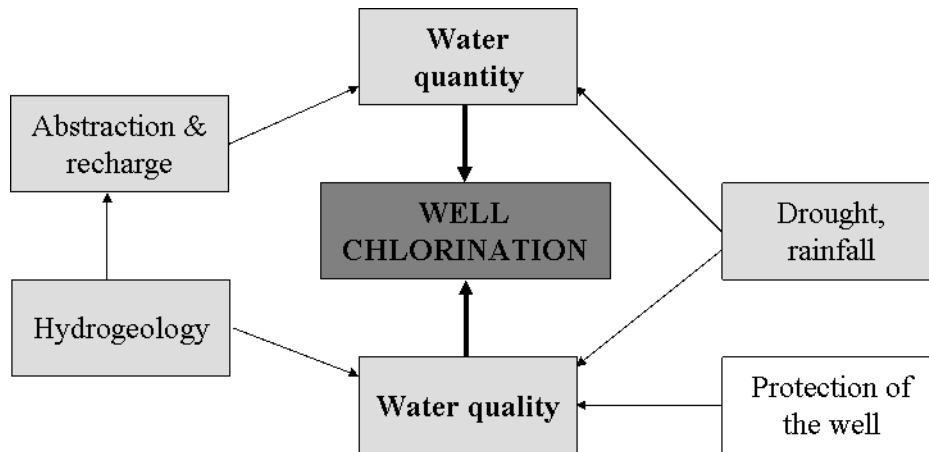 Water
quantity
Abstraction &
recharge
WELL
CHLORINATION
Drought,
rainfall
Hydrogeology
Water quality
Protection of
the well